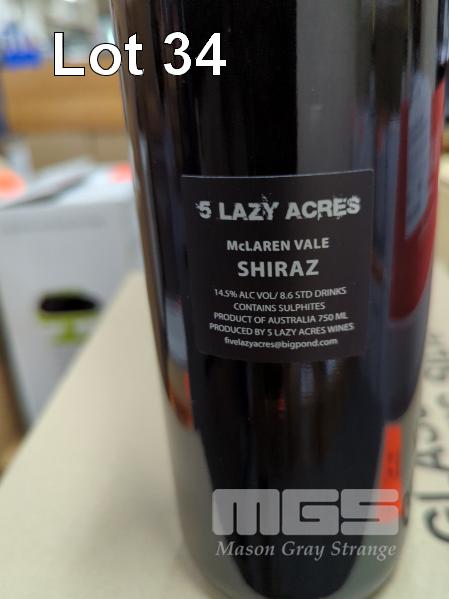 Lot 34
5 LAZY ACRES
McLAREN VALE
SHIRAZ
14.5% ALC VOL/ 8.6 STD DRINKS
CONTAINS SULPHITES
PRODUCT OF AUSTRALIA 750 ML
PRODUCED BY 5 LAZY ACRES WINES
fivelazyacres@bigpond.com
MGS
Mason Gray Strange